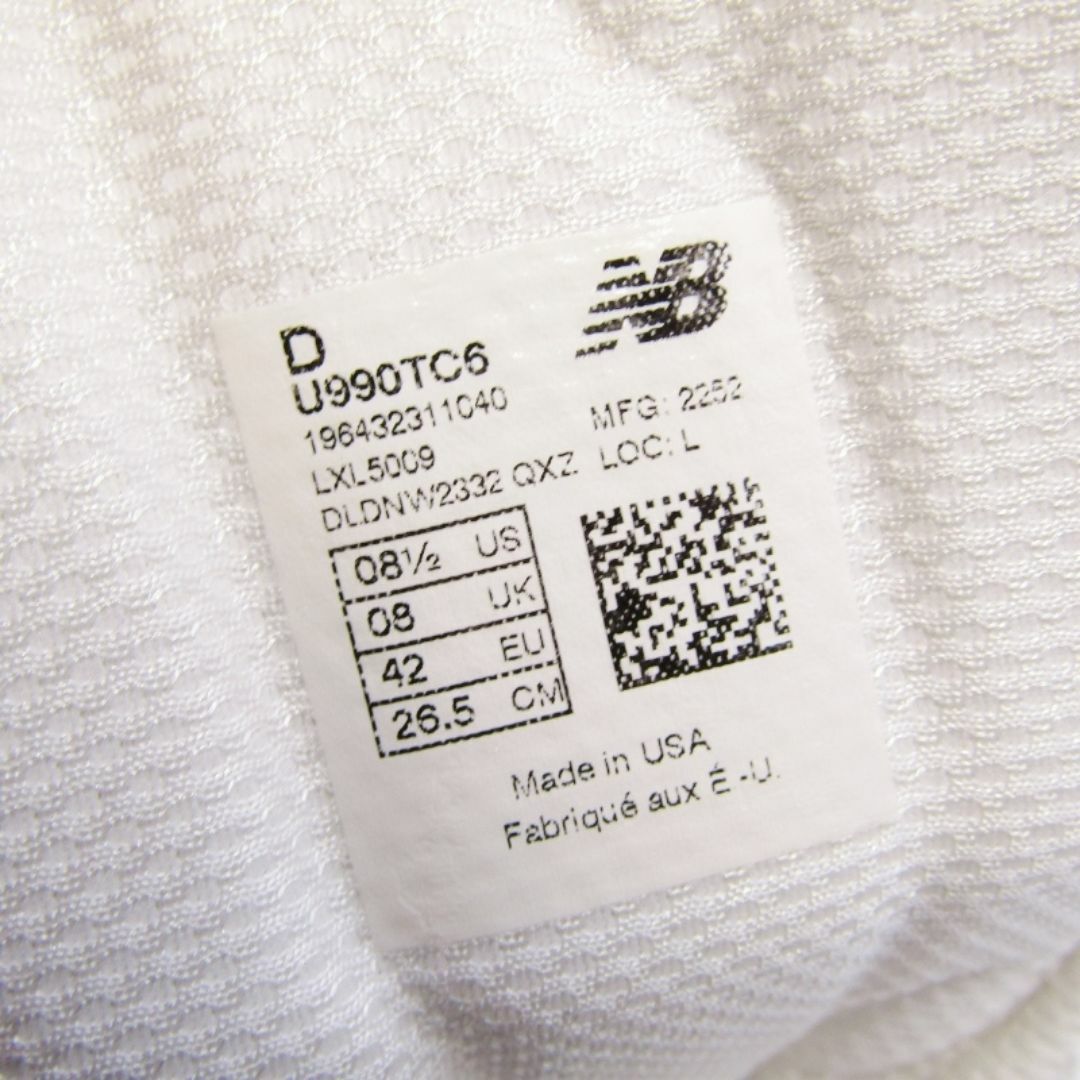 NB
D
U990TC6
196432311040 MFG: 2252
LXL5009 LOC: L
DLDNW2332 QXZ
08½ US
08 UK
42 EU
26.5 CM
Made in USA
Fabriqué aux É -U.